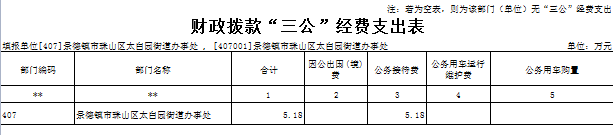 注：若为空表，则为该部门（单位）无“三公”经费支出
财政拨款“三公”经费支出表
填报单位[407]景德镇市珠山区太白园街道办事处 ，[407001]景德镇市珠山区太白园街道办事处 单位：万元
部门编码 部门名称 合计 因公出国(境)费 公务接待费 公务用车运行维护费 公务用车购置
** ** 1 2 3 4 5
407 景德镇市珠山区太白园街道办事处 5.18 5.18